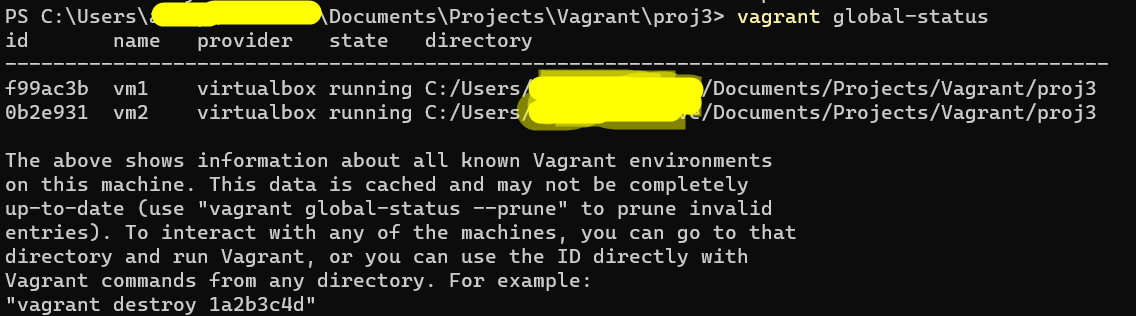 PS C:\Users\ \Documents\Projects\Vagrant\proj3> vagrant global-status
id       name   provider   state   directory
--------------------------------------------------------------------------------------------
f99ac3b  vm1    virtualbox running C:/Users/ /Documents/Projects/Vagrant/proj3
0b2e931  vm2    virtualbox running C:/Users/ /Documents/Projects/Vagrant/proj3
The above shows information about all known Vagrant environments
on this machine. This data is cached and may not be completely
up-to-date (use "vagrant global-status --prune" to prune invalid
entries). To interact with any of the machines, you can go to that
directory and run Vagrant, or you can use the ID directly with
Vagrant commands from any directory. For example:
"vagrant destroy 1a2b3c4d"